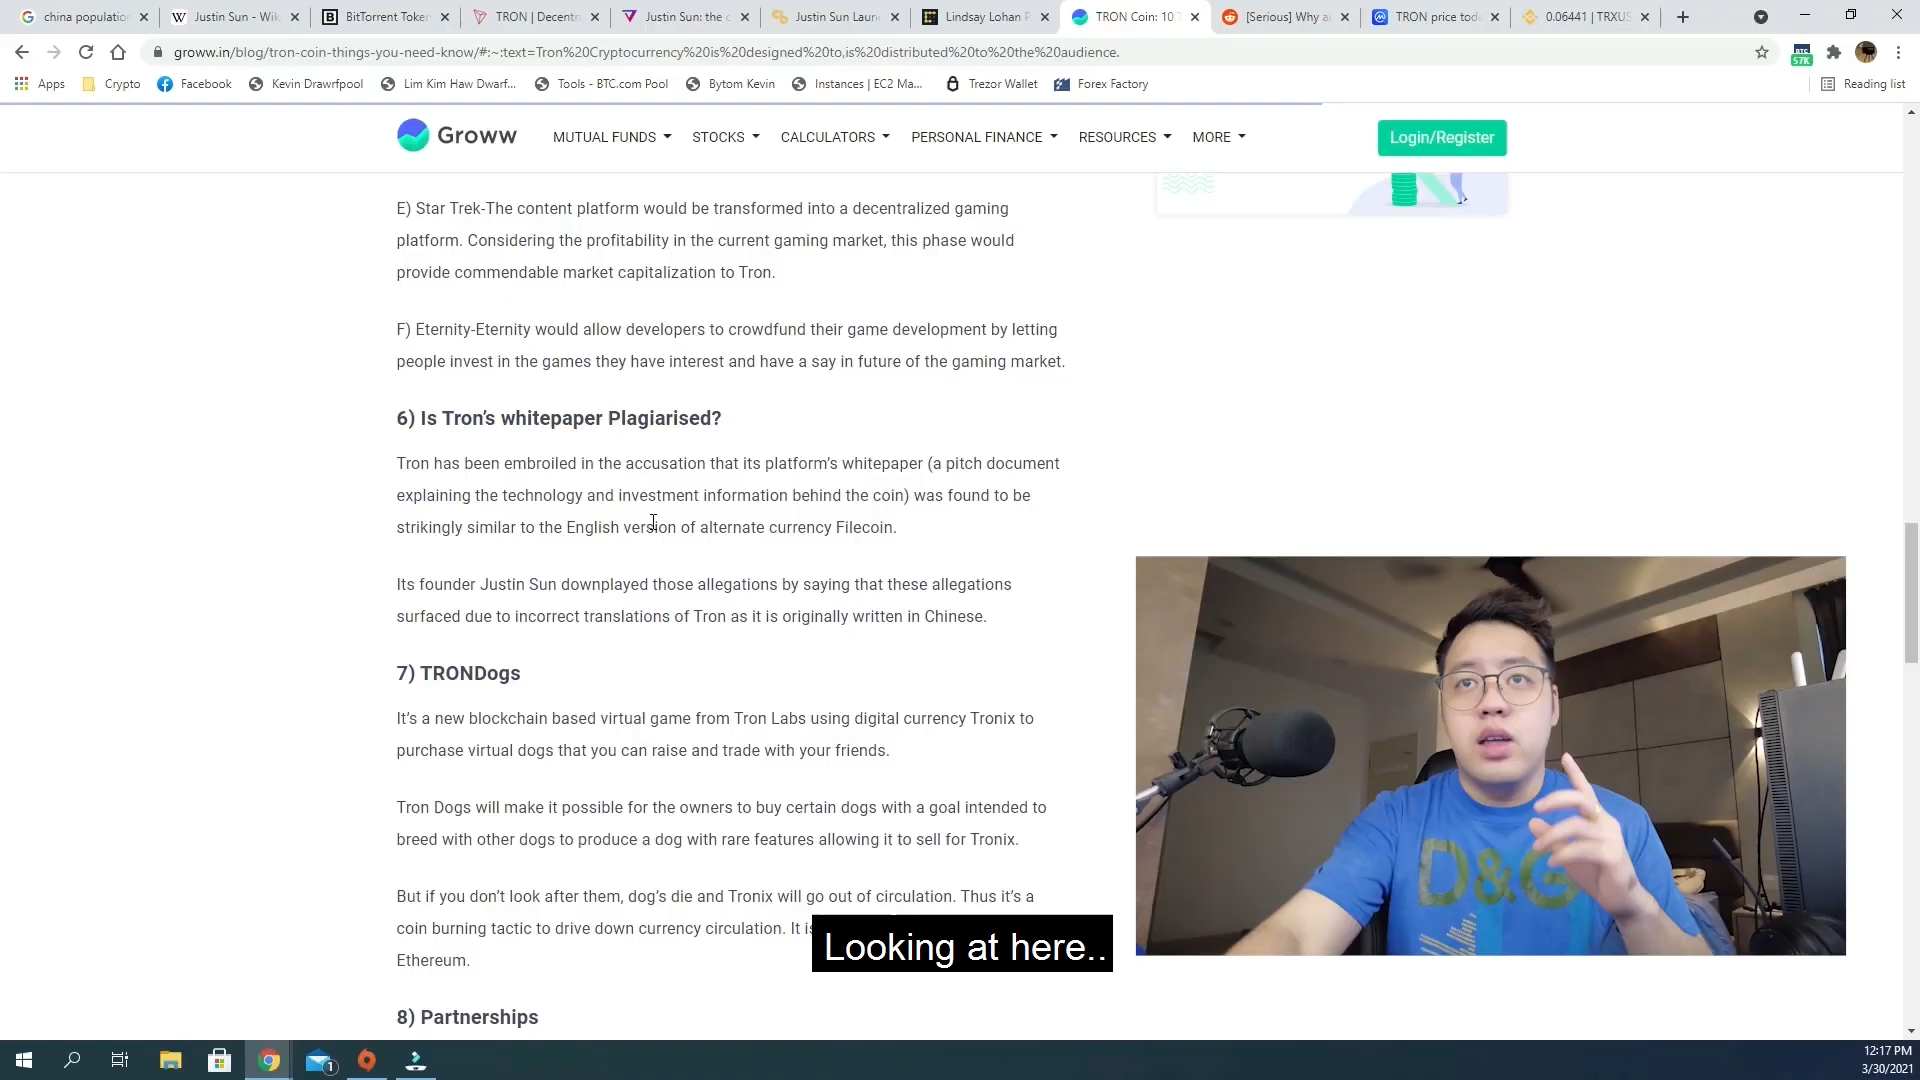 china population
Justin Sun - Wik
BitTorrent Token
TRON | Decentr
Justin Sun: the c
Justin Sun Laun
Lindsay Lohan P
TRON Coin: 10 T
[Serious] Why a
TRON price tod
0.06441 | TRXUS
groww.in/blog/tron-coin-things-you-need-know/#:~:text=Tron%20Cryptocurrency%20is%20designed%20to,is%20distributed%20to%20the%20audience.
57K
Apps
Crypto
Facebook
Kevin Drawrfpool
Lim Kim Haw Dwarf...
Tools - BTC.com Pool
Bytom Kevin
Instances | EC2 Ma...
Trezor Wallet
Forex Factory
Reading list
Groww
MUTUAL FUNDS
STOCKS
CALCULATORS
PERSONAL FINANCE
RESOURCES
MORE
Login/Register
E) Star Trek-The content platform would be transformed into a decentralized gaming
platform. Considering the profitability in the current gaming market, this phase would
provide commendable market capitalization to Tron.
F) Eternity-Eternity would allow developers to crowdfund their game development by letting
people invest in the games they have interest and have a say in future of the gaming market.
6) Is Tron’s whitepaper Plagiarised?
Tron has been embroiled in the accusation that its platform’s whitepaper (a pitch document
explaining the technology and investment information behind the coin) was found to be
strikingly similar to the English version of alternate currency Filecoin.
Its founder Justin Sun downplayed those allegations by saying that these allegations
surfaced due to incorrect translations of Tron as it is originally written in Chinese.
7) TRONDogs
It’s a new blockchain based virtual game from Tron Labs using digital currency Tronix to
purchase virtual dogs that you can raise and trade with your friends.
Tron Dogs will make it possible for the owners to buy certain dogs with a goal intended to
breed with other dogs to produce a dog with rare features allowing it to sell for Tronix.
But if you don’t look after them, dog’s die and Tronix will go out of circulation. Thus it’s a
coin burning tactic to drive down currency circulation. It is
Ethereum.
8) Partnerships
D&G
Looking at here..
1
12:17 PM
3/30/2021